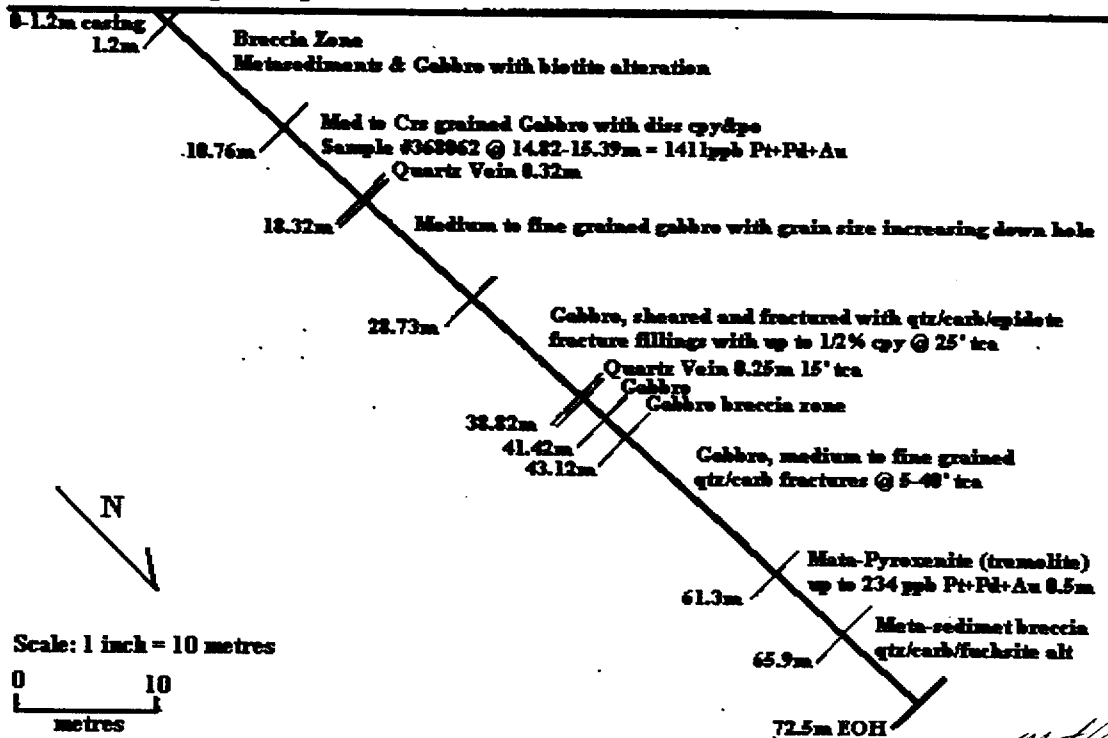 0-1.2m casing
1.2m
Breccia Zone
Metasediments & Gabbro with biotite alteration
Med to Crs grained Gabbro with diss cpy&po
10.76m
Sample #368062 @ 14.82-15.39m = 1411ppb Pt+Pd+Au
Quartz Vein 0.32m
18.32m
Medium to fine grained gabbro with grain size increasing down hole
28.73m
Gabbro, sheared and fractured with qtz/carb/epidote
fracture fillings with up to 1/2% cpy @ 25° tca
Quartz Vein 0.25m 15° tca
Gabbro
38.82m
Gabbro breccia zone
41.42m
43.12m
Gabbro, medium to fine grained
qtz/carb fractures @ 5-40° tca
N
Mata-Pyroxenite (tremolite)
up to 234 ppb Pt+Pd+Au 0.5m
61.3m
Meta-sedimet breccia
qtz/carb/fuchsite alt
65.9m
Scale: 1 inch = 10 metres
0 10
metres
72.5m EOH